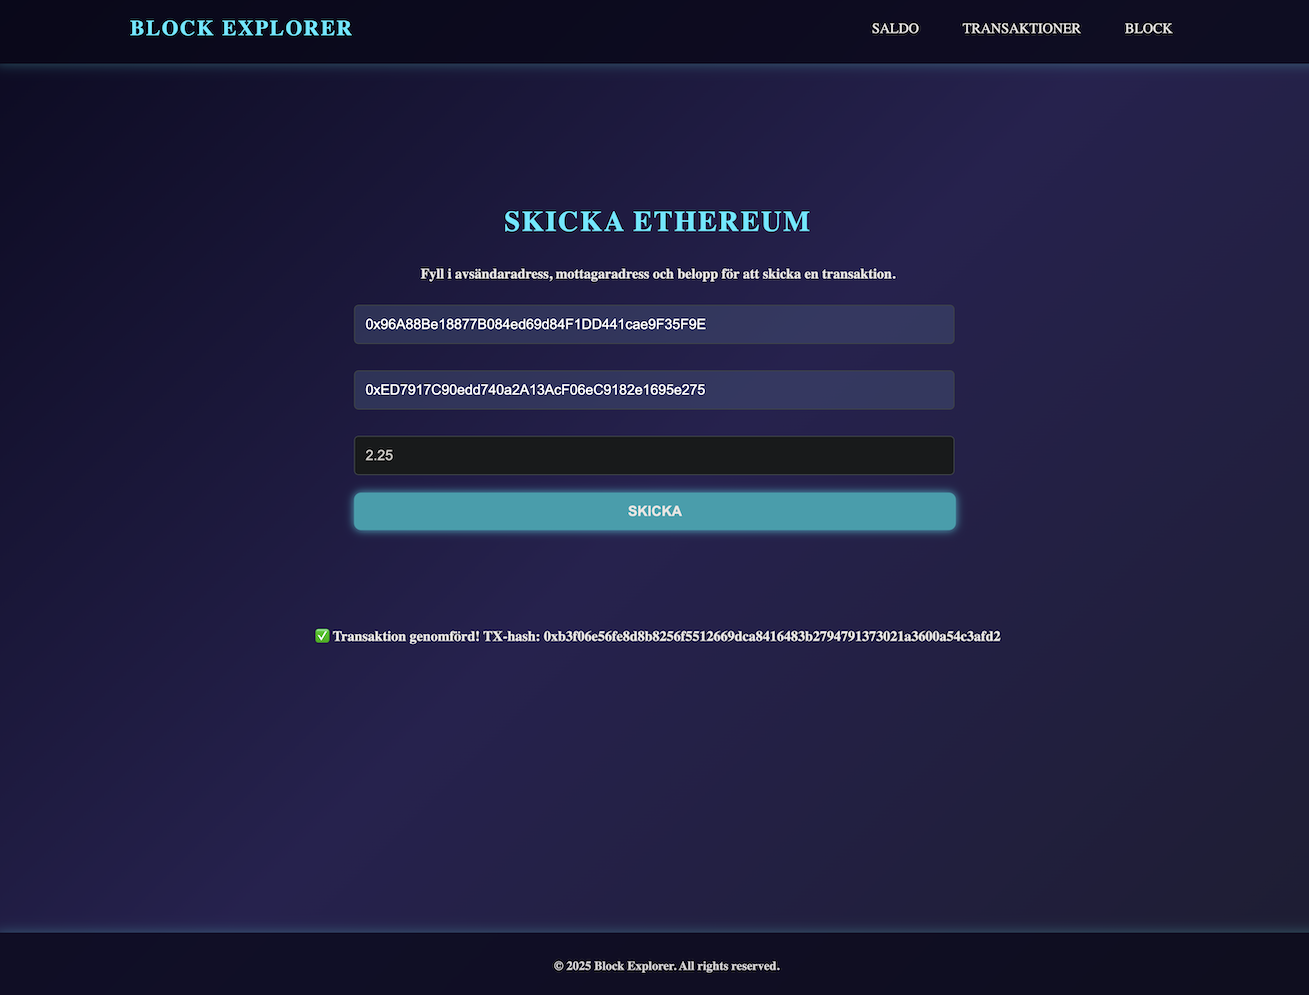 BLOCK EXPLORER
SALDO TRANSAKTIONER BLOCK
SKICKA ETHEREUM
Fyll i avsändaradress, mottagaradress och belopp för att skicka en transaktion.
0x96A88Be18877B084ed69d84F1DD441cae9F35F9E
0xED7917C90edd740a2A13AcF06eC9182e1695e275
2.25
SKICKA
✅ Transaktion genomförd! TX-hash: 0xb3f06e56fe8d8b8256f5512669dca8416483b2794791373021a3600a54c3afd2
© 2025 Block Explorer. All rights reserved.